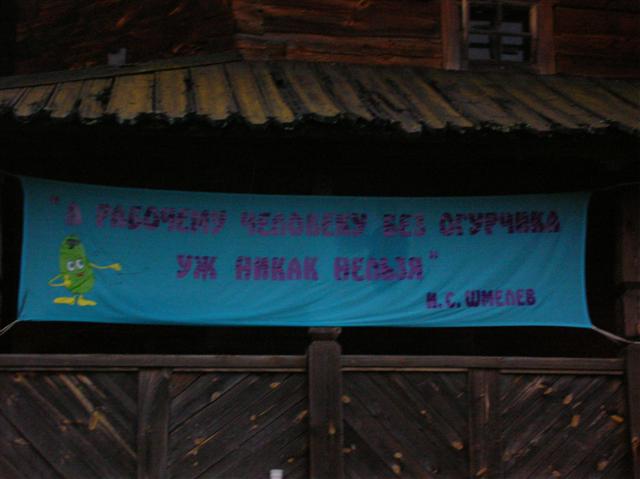 "А РАБОЧЕМУ ЧЕЛОВЕКУ БЕЗ ОГУРЧИКА
УЖ НИКАК НЕЛЬЗЯ"
И. С. ШМЕЛЕВ